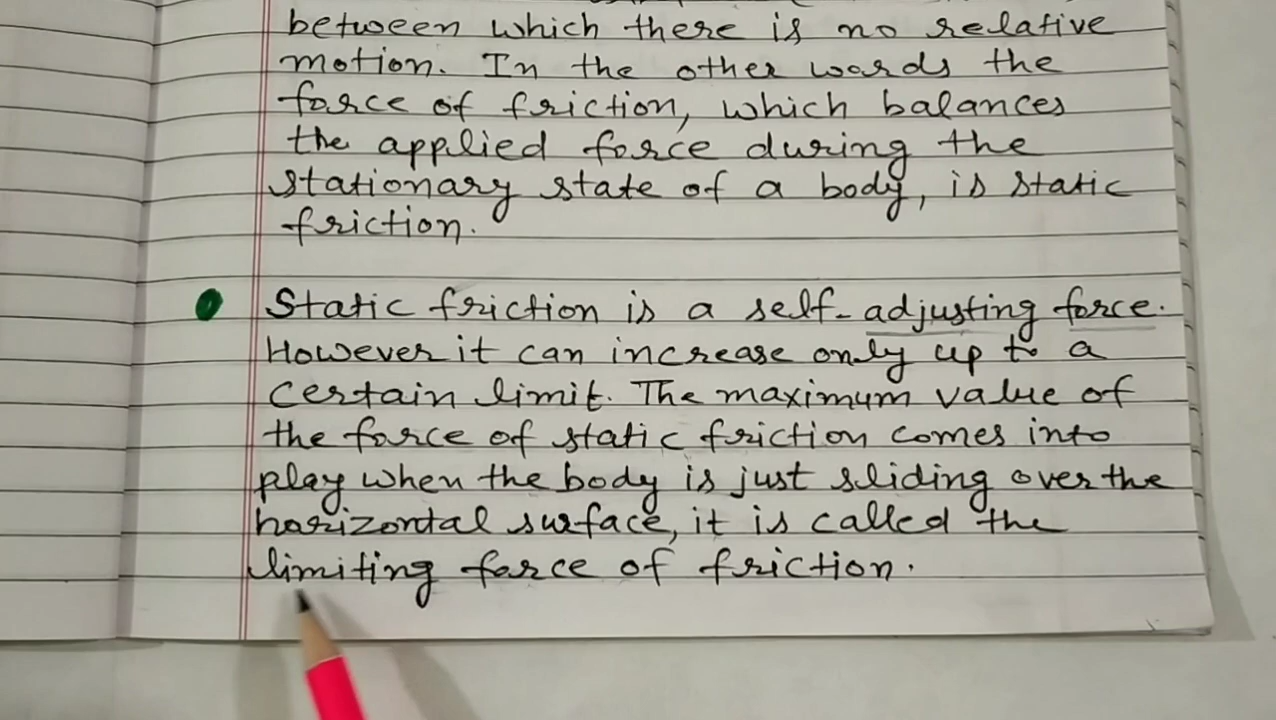 between which there is no relative
motion. In the other words the
force of friction, which balances
the applied force during the
stationary state of a body, is static
friction.
Static friction is a self-adjusting force.
However it can increase only up to a
certain limit. The maximum value of
the force of static friction comes into
play when the body is just sliding over the
horizontal surface, it is called the
limiting force of friction.